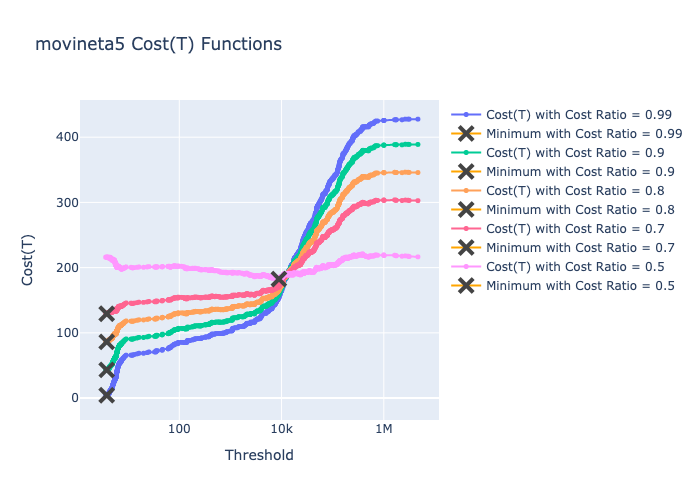 movineta5 Cost(T) Functions
Cost(T) with Cost Ratio = 0.99
Minimum with Cost Ratio = 0.99
Cost(T) with Cost Ratio = 0.9
Minimum with Cost Ratio = 0.9
Cost(T) with Cost Ratio = 0.8
Minimum with Cost Ratio = 0.8
Cost(T) with Cost Ratio = 0.7
Minimum with Cost Ratio = 0.7
Cost(T) with Cost Ratio = 0.5
Minimum with Cost Ratio = 0.5
400
300
200
100
0
Cost(T)
100 10k 1M
Threshold